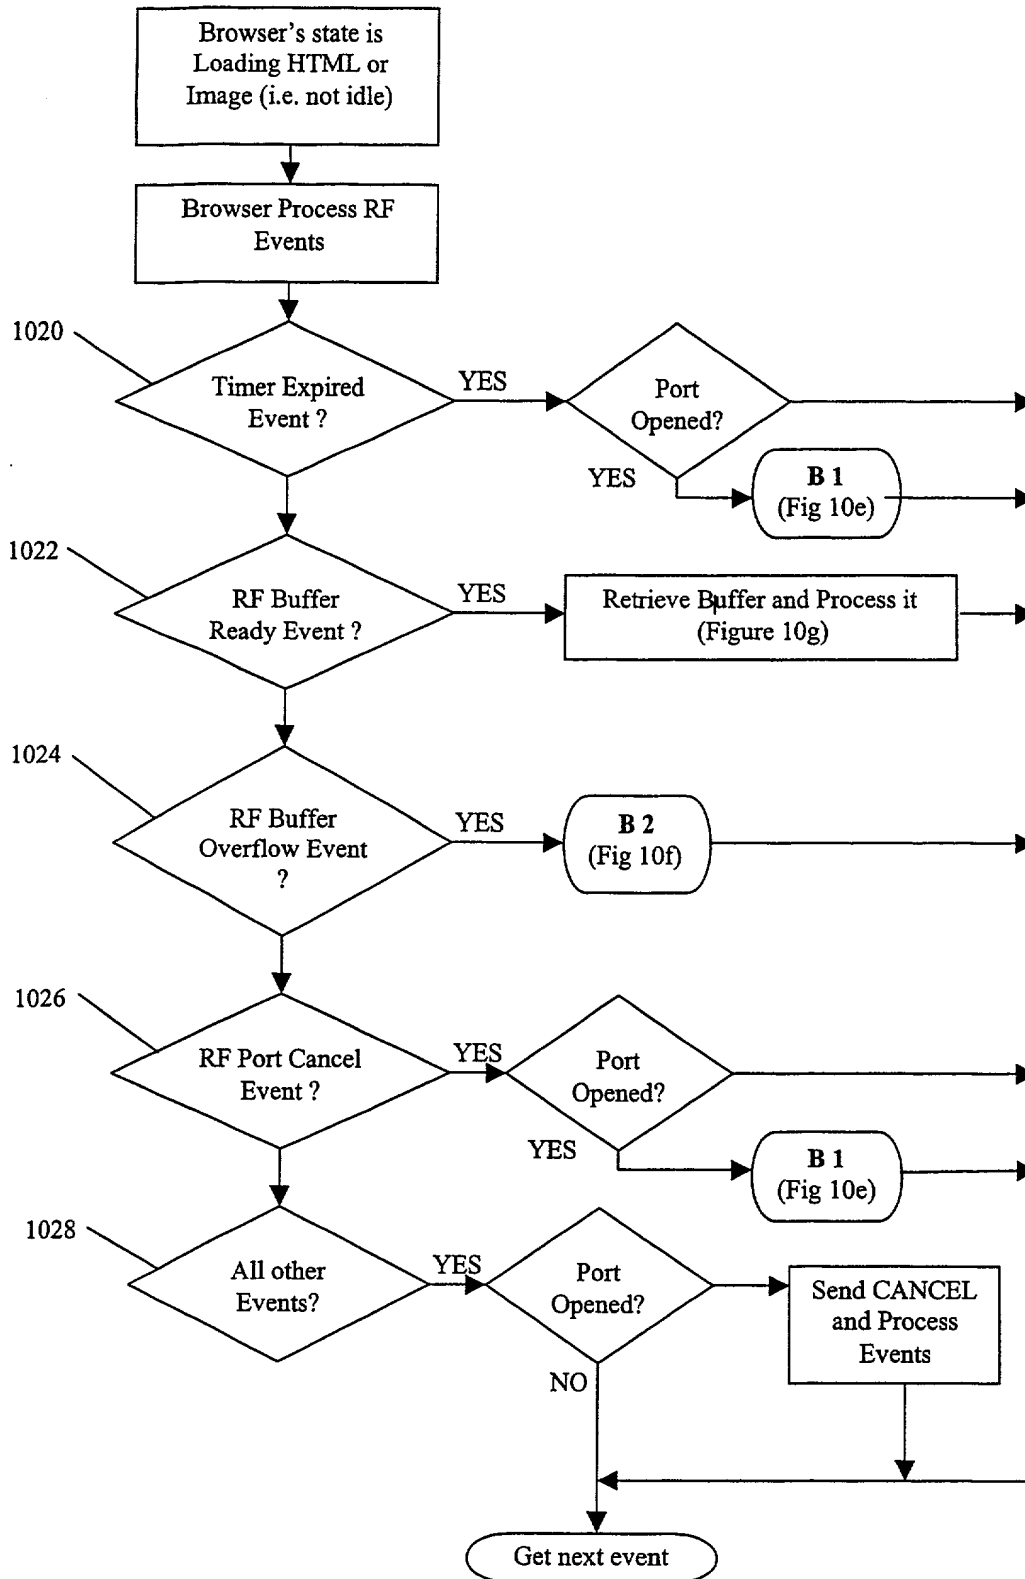 Browser's state is
Loading HTML or
Image (i.e. not idle)
Browser Process RF
Events
1020
Timer Expired
Event ?
YES
Port
Opened?
YES
B 1
(Fig 10e)
1022
RF Buffer
Ready Event ?
YES
Retrieve Buffer and Process it
(Figure 10g)
1024
RF Buffer
Overflow Event
?
YES
B 2
(Fig 10f)
1026
RF Port Cancel
Event ?
YES
Port
Opened?
YES
B 1
(Fig 10e)
1028
All other
Events?
YES
Port
Opened?
Send CANCEL
and Process
Events
NO
Get next event